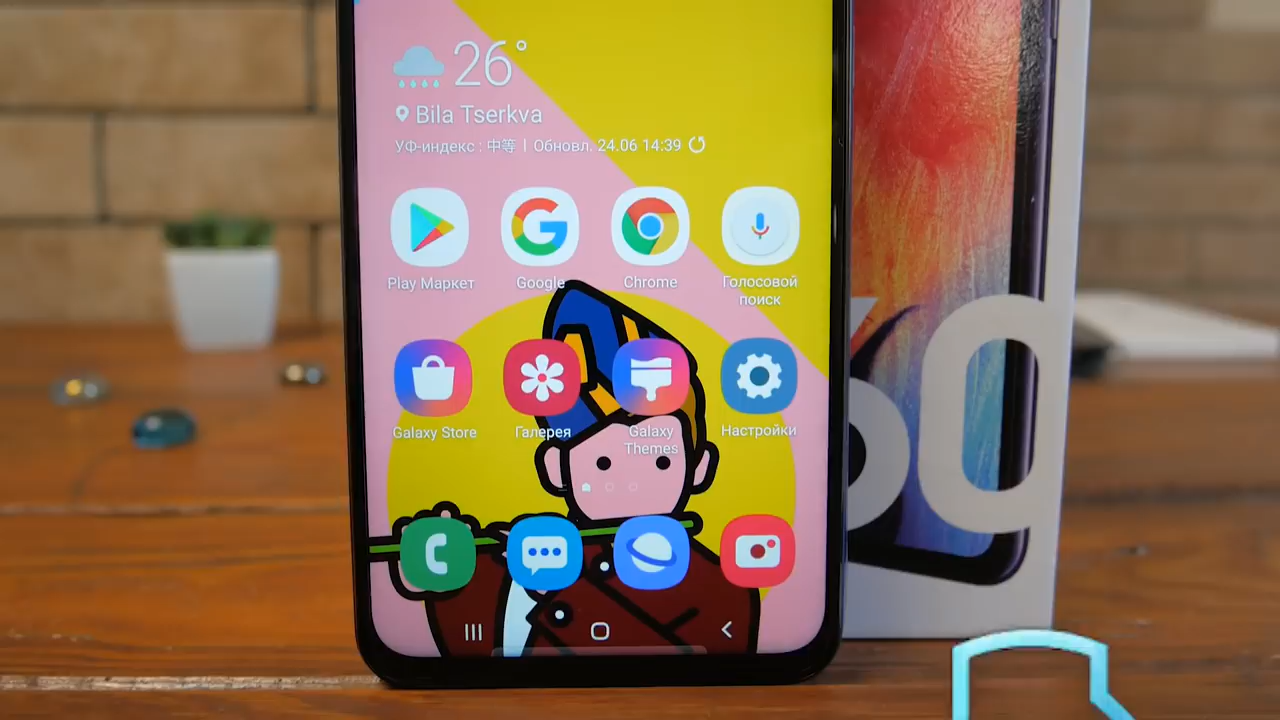 26°
Bila Tserkva
УФ-индекс : 中等 | Обновл. 24.06 14:39
Play Маркет
Google
Chrome
Голосовой
поиск
Galaxy Store
Галерея
Galaxy
Themes
Настройки